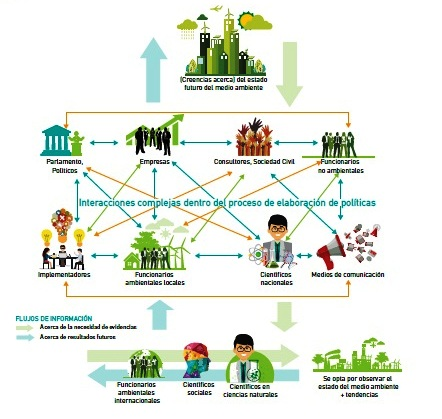 (Creencias acerca) del estado
futuro del medio ambiente
Parlamento,
Políticos
Empresas
Consultores, Sociedad Civil
Funcionarios
no ambientales
Interacciones complejas dentro del proceso de elaboración de políticas
Implementadores
Funcionarios
ambientales locales
Científicos
nacionales
Medios de comunicación
FLUJOS DE INFORMACIÓN
Acerca de la necesidad de evidencias
Acerca de resultados futuros
Funcionarios
ambientales
internacionales
Científicos
sociales
Científicos en
ciencias naturales
Se opta por observar el
estado del medio ambiente
+ tendencias